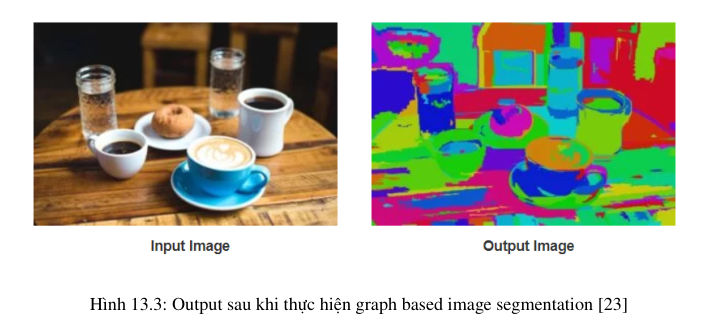 Input Image
Output Image
Hình 13.3: Output sau khi thực hiện graph based image segmentation [23]